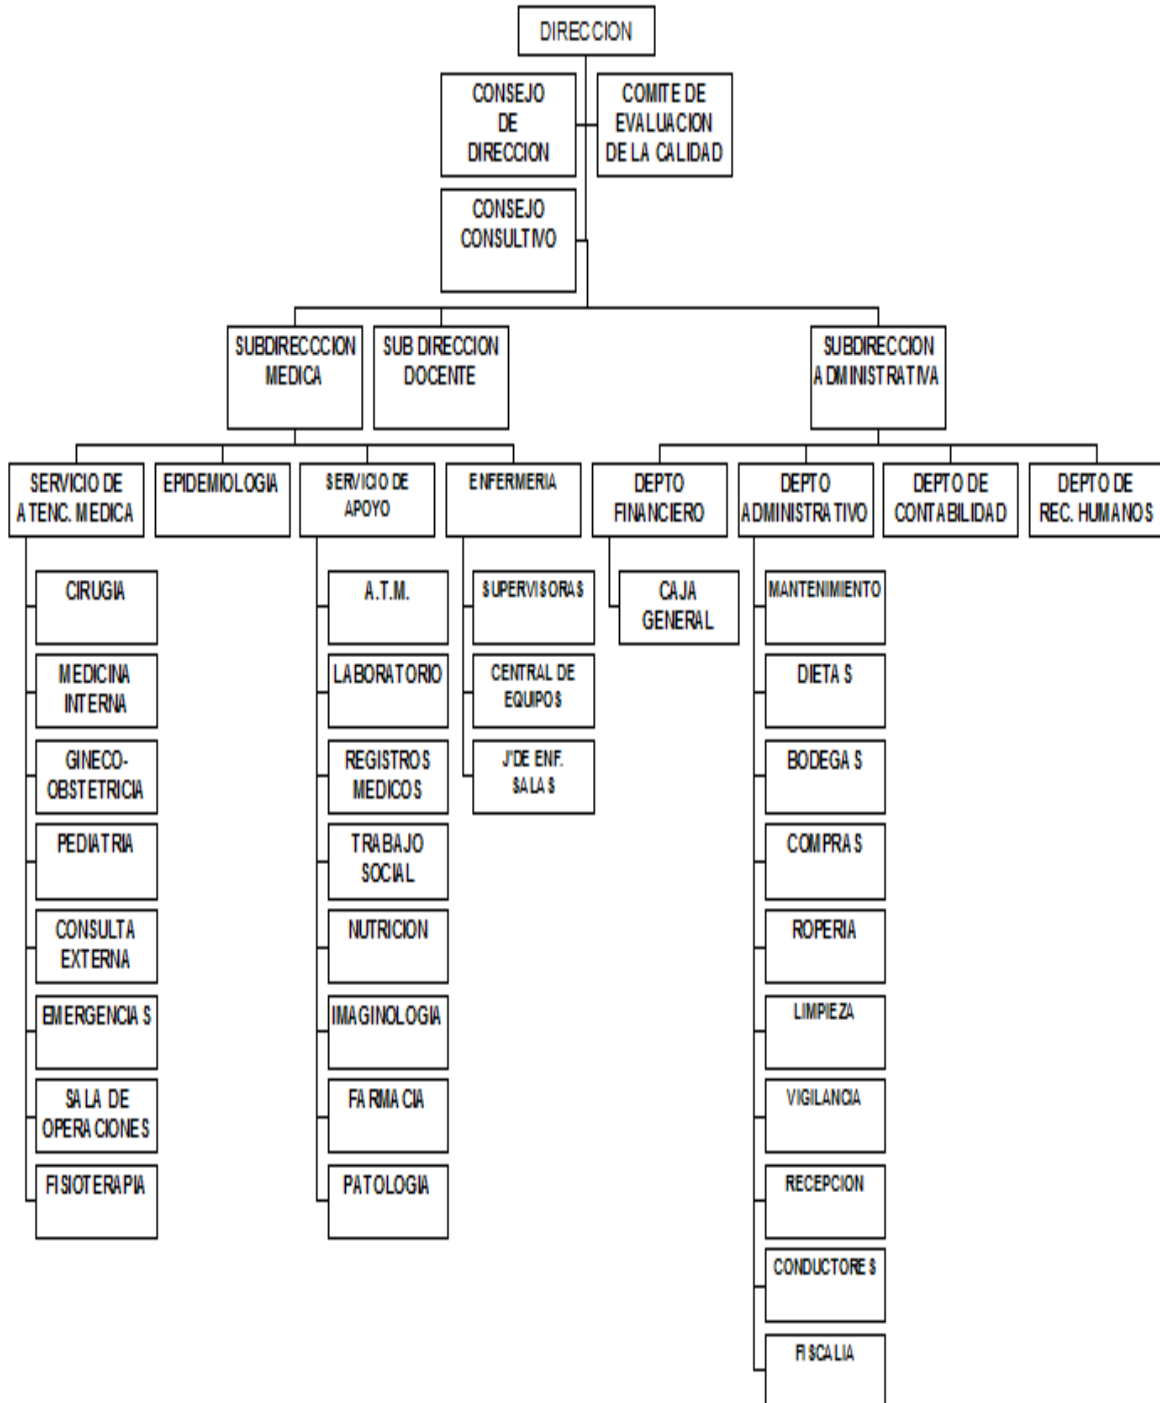 DIRECCION
CONSEJO
DE
DIRECCION
COMITE DE
EVALUACION
DE LA CALIDAD
CONSEJO
CONSULTIVO
SUBDIRECCCION
MEDICA
SUB DIRECCION
DOCENTE
SUBDIRECCION
ADMINISTRATIVA
SERVICIO DE
ATENC. MEDICA
EPIDEMIOLOGIA
SERVICIO DE
APOYO
ENFERMERIA
DEPTO
FINANCIERO
DEPTO
ADMINISTRATIVO
DEPTO DE
CONTABILIDAD
DEPTO DE
REC. HUMANOS
CIRUGIA
MEDICINA
INTERNA
GINECO-
OBSTETRICIA
PEDIATRIA
CONSULTA
EXTERNA
EMERGENCIAS
SALA DE
OPERACIONES
FISIOTERAPIA
A.T.M.
LABORATORIO
REGISTROS
MEDICOS
TRABAJO
SOCIAL
NUTRICION
IMAGINOLOGIA
FARMACIA
PATOLOGIA
SUPERVISORAS
CENTRAL DE
EQUIPOS
J'DE ENF.
SALAS
CAJA
GENERAL
MANTENIMIENTO
DIETAS
BODEGAS
COMPRAS
ROPERIA
LIMPIEZA
VIGILANCIA
RECEPCION
CONDUCTORES
FISCALIA